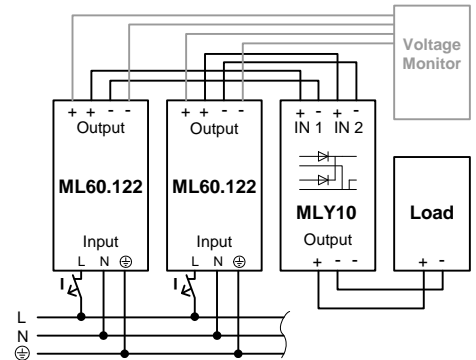 Voltage
Monitor
+ + - - + + - - + - + -
Output Output IN 1 IN 2
ML60.122 ML60.122
MLY10 Load
Input Input Output
L N ⏚ L N ⏚ + - - + -
I I
L
N
⏚